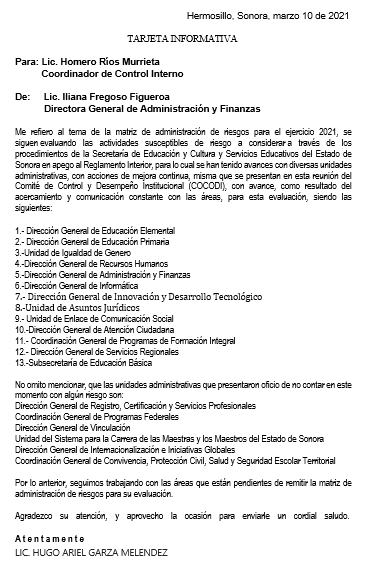 Hermosillo, Sonora, marzo 10 de 2021
TARJETA INFORMATIVA
Para: Lic. Homero Ríos Murrieta
Coordinador de Control Interno
De: Lic. Iliana Fregoso Figueroa
Directora General de Administración y Finanzas
Me refiero al tema de la matriz de administración de riesgos para el ejercicio 2021, se
siguen evaluando las actividades susceptibles de riesgo a considerar a través de los
procedimientos de la Secretaría de Educación y Cultura y Servicios Educativos del Estado de
Sonora en apego al Reglamento Interior, para lo cual se han tenido avances con diversas unidades
administrativas, con acciones de mejora continua, misma que se presentan en esta reunión del
Comité de Control y Desempeño Institucional (COCODI), con avance, como resultado del
acercamiento y comunicación constante con las áreas, para esta evaluación, siendo las
siguientes:
1.- Dirección General de Educación Elemental
2.- Dirección General de Educación Primaria
3.-Unidad de Igualdad de Genero
4.-Dirección General de Recursos Humanos
5.-Dirección General de Administración y Finanzas
6.-Dirección General de Informática
7.- Dirección General de Innovación y Desarrollo Tecnológico
8.-Unidad de Asuntos Jurídicos
9.- Unidad de Enlace de Comunicación Social
10.-Dirección General de Atención Ciudadana
11.- Coordinación General de Programas de Formación Integral
12.- Dirección General de Servicios Regionales
13.-Subsecretaría de Educación Básica
No omito mencionar, que las unidades administrativas que presentaron oficio de no contar en este
momento con algún riesgo son:
Dirección General de Registro, Certificación y Servicios Profesionales
Coordinación General de Programas Federales
Dirección General de Vinculación
Unidad del Sistema para la Carrera de las Maestras y los Maestros del Estado de Sonora
Dirección General de Internacionalización e Iniciativas Globales
Coordinación General de Convivencia, Protección Civil, Salud y Seguridad Escolar Territorial
Por lo anterior, seguimos trabajando con las áreas que están pendientes de remitir la matriz de
administración de riesgos para su evaluación.
Agradezco su atención, y aprovecho la ocasión para enviarle un cordial saludo.
Atentamente
LIC. HUGO ARIEL GARZA MELENDEZ